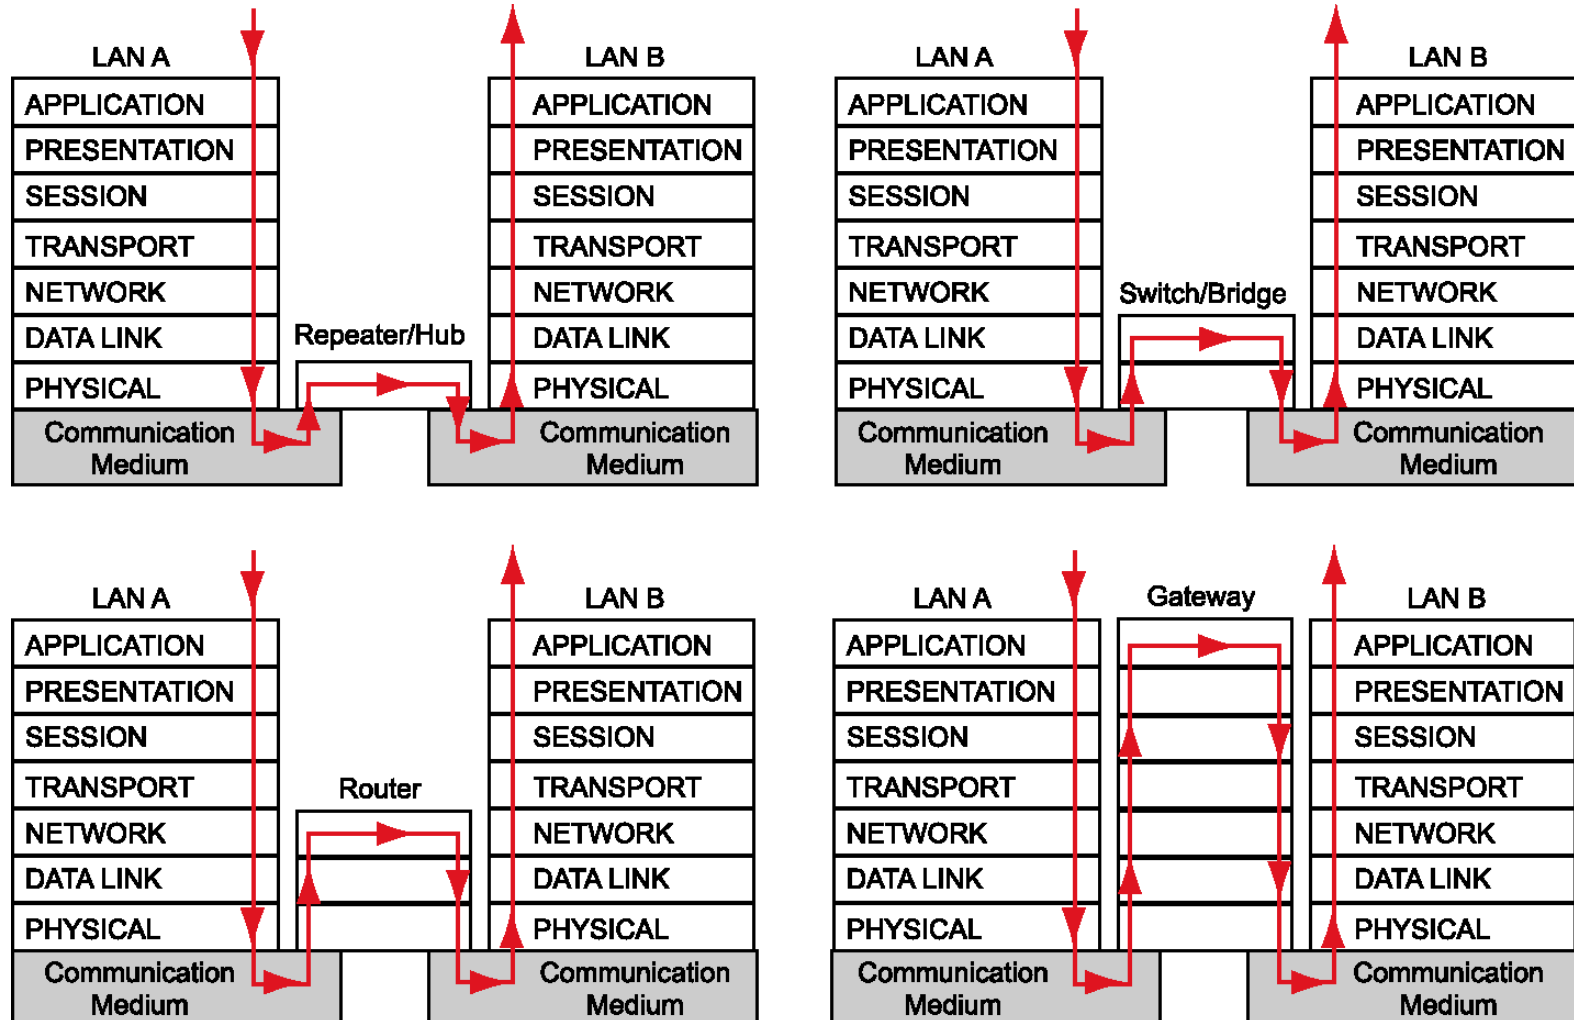 LAN A
LAN B
APPLICATION
PRESENTATION
SESSION
TRANSPORT
NETWORK
DATA LINK
PHYSICAL
Communication
Medium
Repeater/Hub
APPLICATION
PRESENTATION
SESSION
TRANSPORT
NETWORK
DATA LINK
PHYSICAL
Communication
Medium
LAN A
LAN B
APPLICATION
PRESENTATION
SESSION
TRANSPORT
NETWORK
DATA LINK
PHYSICAL
Communication
Medium
Switch/Bridge
APPLICATION
PRESENTATION
SESSION
TRANSPORT
NETWORK
DATA LINK
PHYSICAL
Communication
Medium
LAN A
LAN B
APPLICATION
PRESENTATION
SESSION
TRANSPORT
NETWORK
DATA LINK
PHYSICAL
Communication
Medium
Router
APPLICATION
PRESENTATION
SESSION
TRANSPORT
NETWORK
DATA LINK
PHYSICAL
Communication
Medium
LAN A
Gateway
LAN B
APPLICATION
PRESENTATION
SESSION
TRANSPORT
NETWORK
DATA LINK
PHYSICAL
Communication
Medium
APPLICATION
PRESENTATION
SESSION
TRANSPORT
NETWORK
DATA LINK
PHYSICAL
Communication
Medium